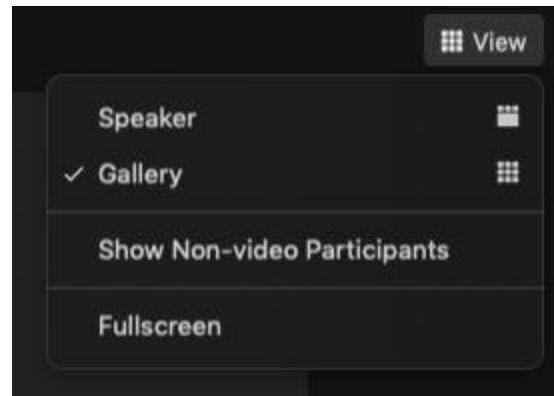 View
Speaker
Gallery
Show Non-video Participants
Fullscreen